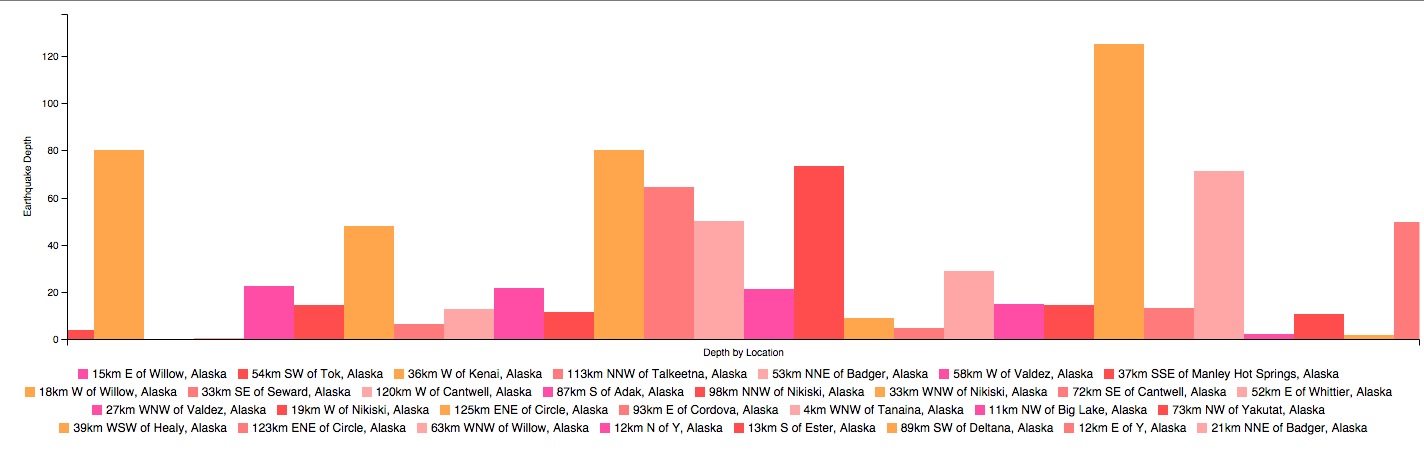 120
100
80
60
40
20
0
Earthquake Depth
Depth by Location
15km E of Willow, Alaska 54km SW of Tok, Alaska 36km W of Kenai, Alaska 113km NNW of Talkeetna, Alaska 53km NNE of Badger, Alaska 58km W of Valdez, Alaska 37km SSE of Manley Hot Springs, Alaska
18km W of Willow, Alaska 33km SE of Seward, Alaska 120km W of Cantwell, Alaska 87km S of Adak, Alaska 98km NNW of Nikiski, Alaska 33km WNW of Nikiski, Alaska 72km SE of Cantwell, Alaska 52km E of Whittier, Alaska
27km WNW of Valdez, Alaska 19km W of Nikiski, Alaska 125km ENE of Circle, Alaska 93km E of Cordova, Alaska 4km WNW of Tanaina, Alaska 11km NW of Big Lake, Alaska 73km NW of Yakutat, Alaska
39km WSW of Healy, Alaska 123km ENE of Circle, Alaska 63km WNW of Willow, Alaska 12km N of Y, Alaska 13km S of Ester, Alaska 89km SW of Deltana, Alaska 12km E of Y, Alaska 21km NNE of Badger, Alaska